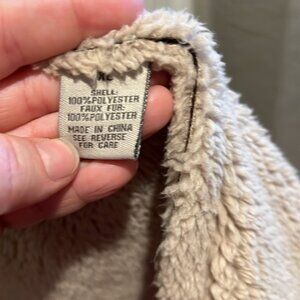 XL
SHELL:
100%POLYESTER
FAUX FUR:
100%POLYESTER
MADE IN CHINA
SEE REVERSE
FOR CARE